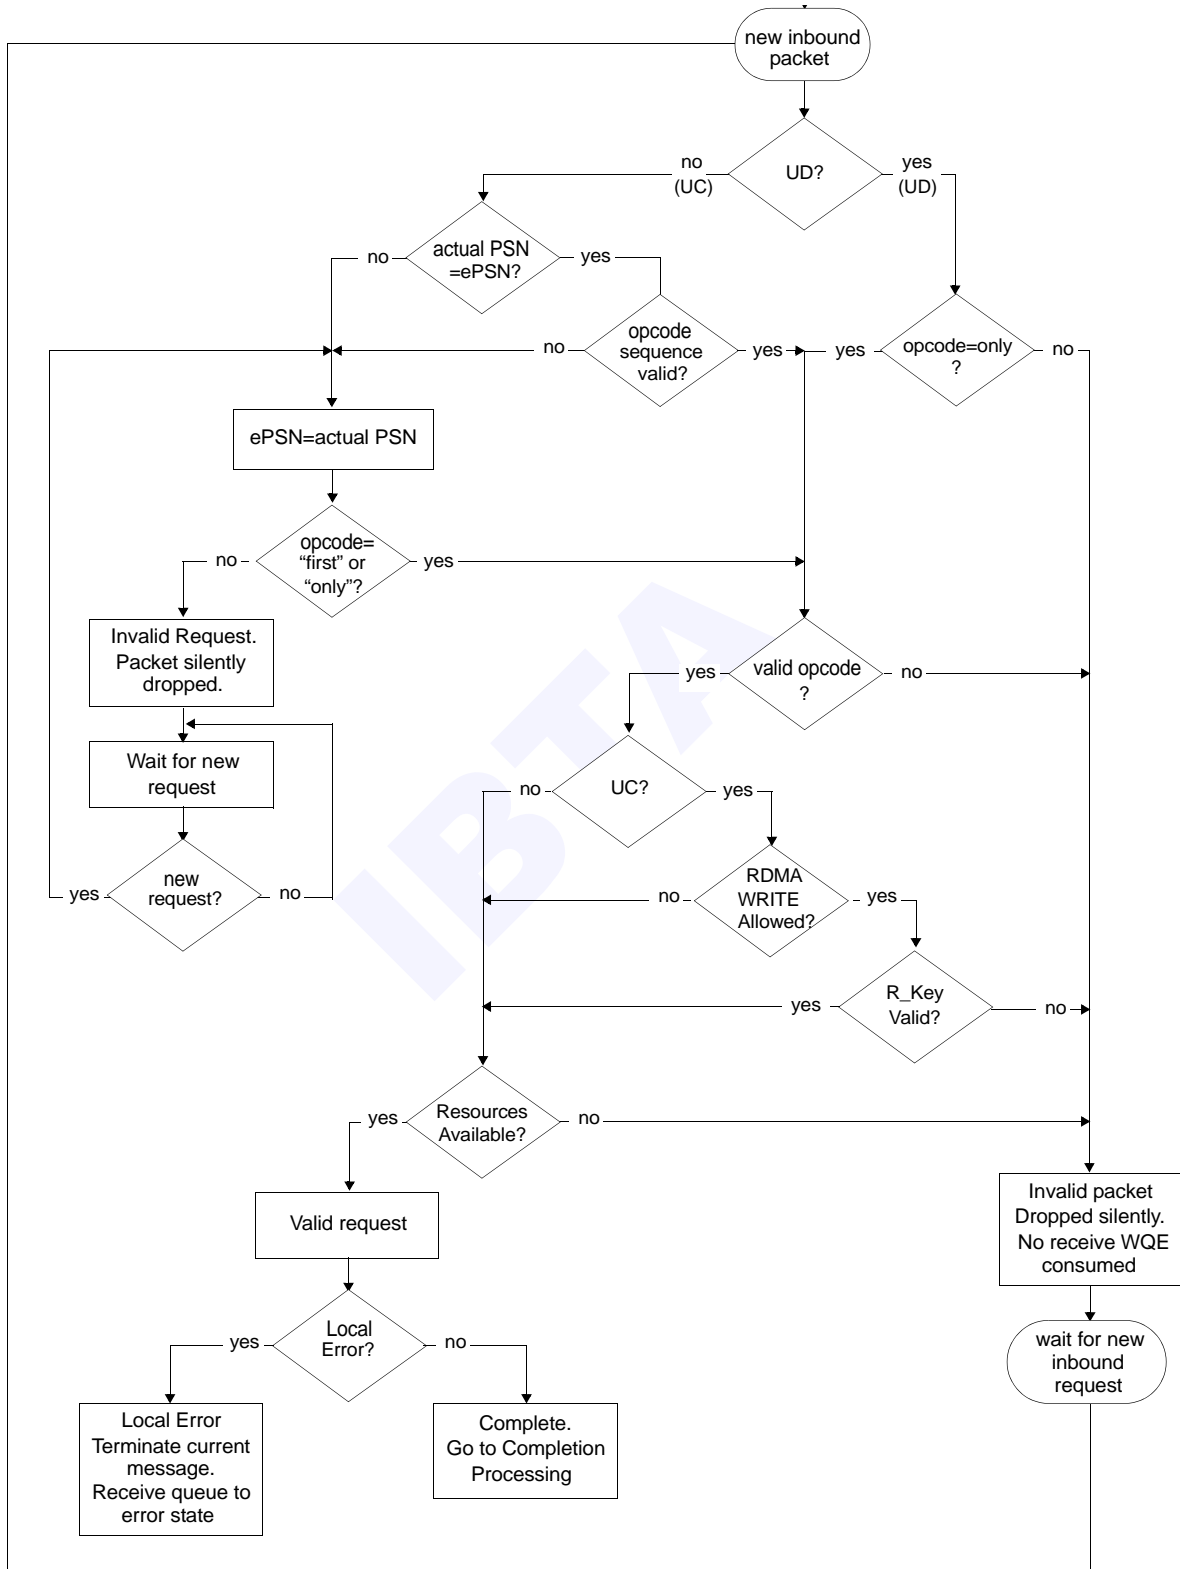 new inbound
packet
UD?
no
(UC)
yes
(UD)
actual PSN
=ePSN?
no
yes
opcode
sequence
valid?
no
yes
opcode=only
?
yes
no
ePSN=actual PSN
opcode=
“first” or
“only”?
no
yes
Invalid Request.
Packet silently
dropped.
valid opcode
?
yes
no
Wait for new
request
UC?
no
yes
new
request?
yes
no
RDMA
WRITE
Allowed?
no
yes
R_Key
Valid?
yes
no
Resources
Available?
yes
no
Valid request
Invalid packet
Dropped silently.
No receive WQE
consumed
Local
Error?
yes
no
wait for new
inbound
request
Local Error
Terminate current
message.
Receive queue to
error state
Complete.
Go to Completion
Processing
IBTA